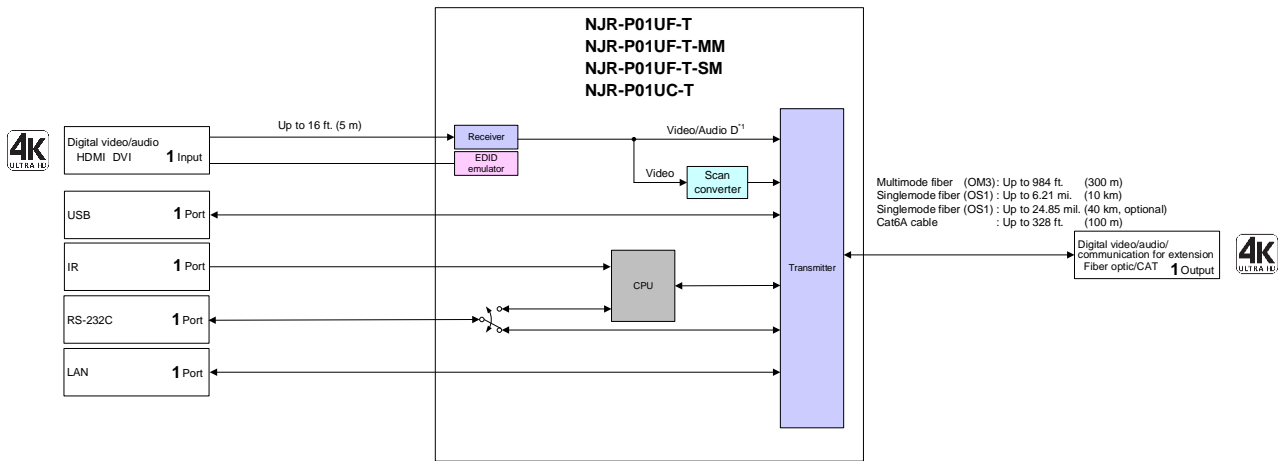 NJR-P01UF-T
NJR-P01UF-T-MM
NJR-P01UF-T-SM
NJR-P01UC-T
4K
ULTRA HD
Digital video/audio
HDMI DVI 1 Input
Up to 16 ft. (5 m)
Receiver
EDID
emulator
Video/Audio D*1
Video
Scan
converter
USB 1 Port
IR 1 Port
CPU
RS-232C 1 Port
LAN 1 Port
Transmitter
Multimode fiber (OM3) : Up to 984 ft. (300 m)
Singlemode fiber (OS1) : Up to 6.21 mi. (10 km)
Singlemode fiber (OS1) : Up to 24.85 mil. (40 km, optional)
Cat6A cable : Up to 328 ft. (100 m)
Digital video/audio/
communication for extension
Fiber optic/CAT 1 Output
4K
ULTRA HD